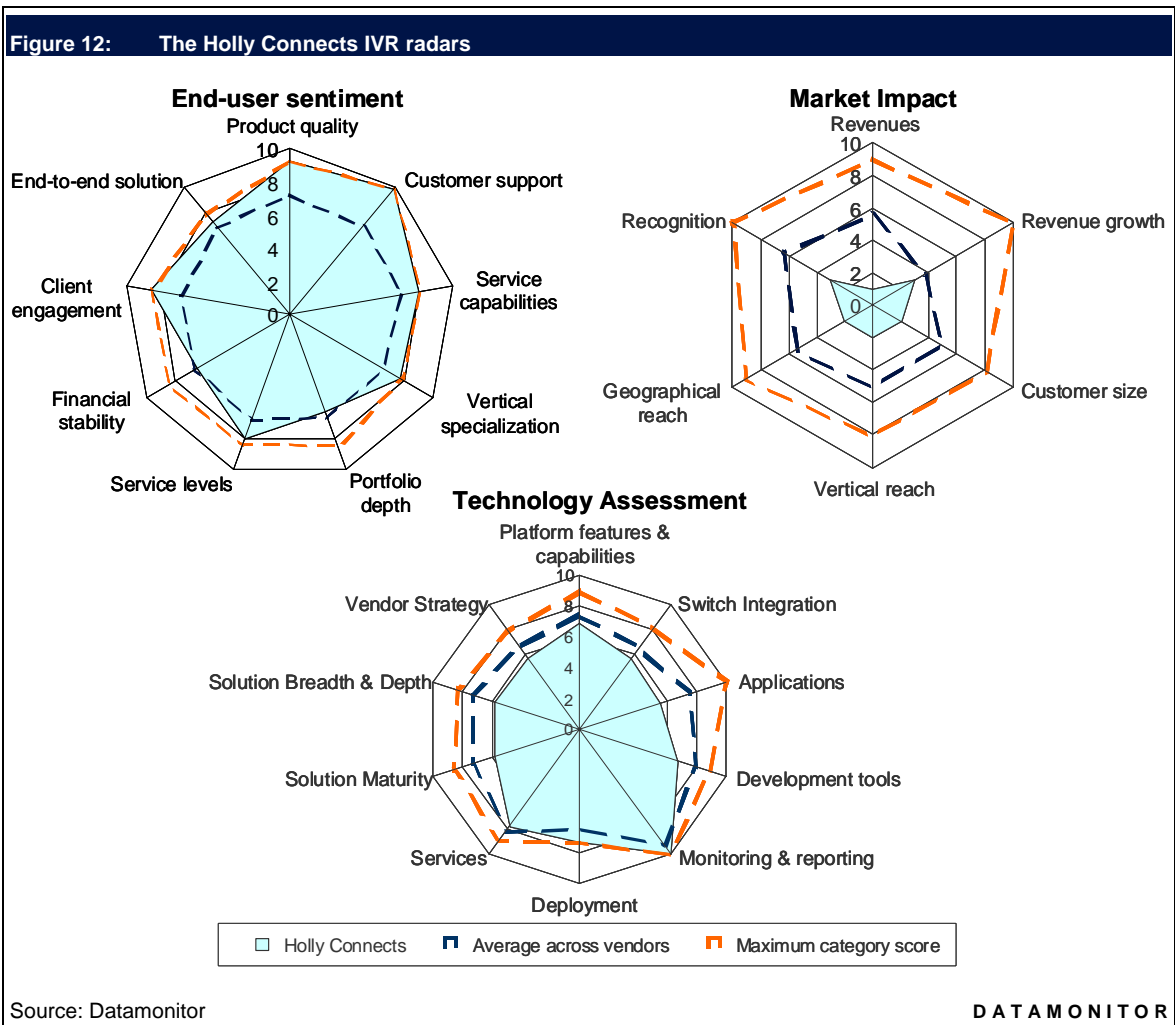 Figure 12: The Holly Connects IVR radars
End-user sentiment
Product quality
Customer support
Service
capabilities
Vertical
specialization
Portfolio
depth
Service levels
Financial
stability
Client
engagement
End-to-end solution
10
8
6
4
2
0
Market Impact
Revenues
Revenue growth
Customer size
Vertical reach
Geographical
reach
Recognition
10
8
6
4
2
0
Technology Assessment
Platform features &
capabilities
Switch Integration
Applications
Development tools
Monitoring & reporting
Deployment
Services
Solution Maturity
Solution Breadth & Depth
Vendor Strategy
10
8
6
4
2
0
Holly Connects
Average across vendors
Maximum category score
Source: Datamonitor
DATAMONITOR